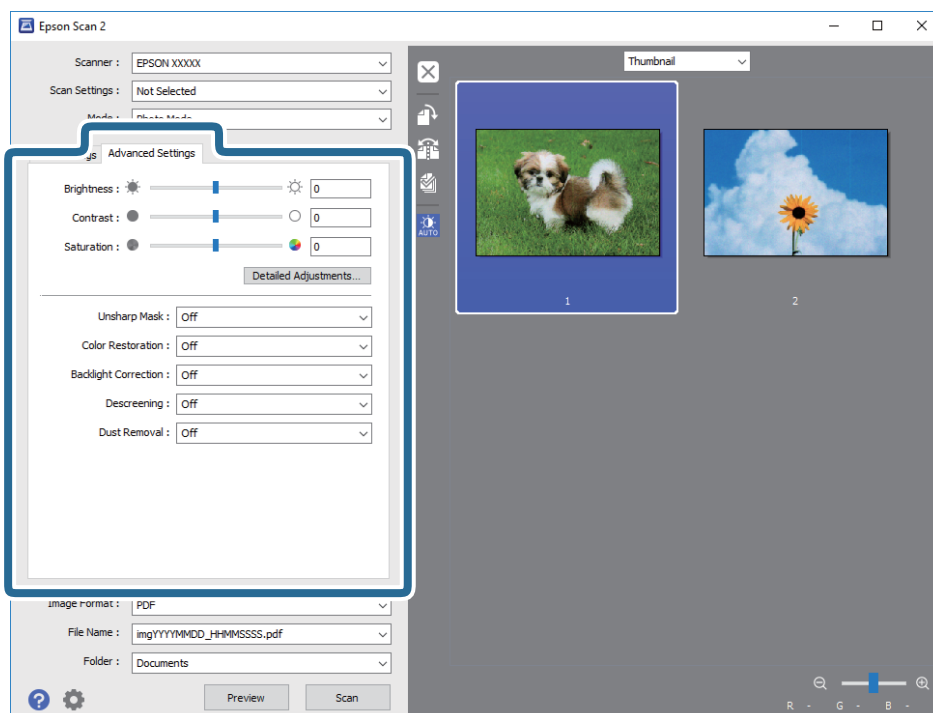 Epson Scan 2
Scanner :
EPSON XXXXX
Scan Settings :
Not Selected
Advanced Settings
Brightness :
0
Contrast :
0
Saturation :
0
Detailed Adjustments...
Unsharp Mask :
Off
Color Restoration :
Off
Backlight Correction :
Off
Descreening :
Off
Dust Removal :
Off
Image Format :
PDF
File Name :
imgYYYYMMDD_HHMMSSSS.pdf
Folder :
Documents
?
Preview
Scan
Thumbnail
AUTO
1
2
R - G - B -